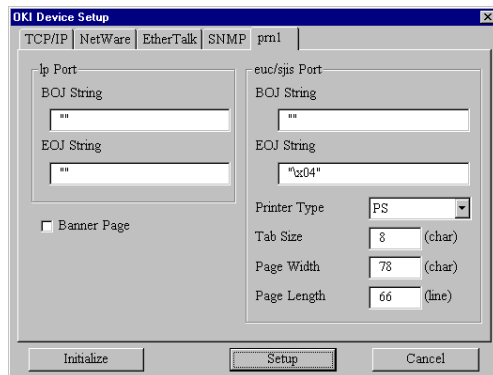 OKI Device Setup
TCP/IP NetWare EtherTalk SNMP prn1
lp Port
BOJ String
""
EOJ String
""
Banner Page
euc/sjis Port
BOJ String
""
EOJ String
"\x04"
Printer Type PS
Tab Size 8 (char)
Page Width 78 (char)
Page Length 66 (line)
Initialize Setup Cancel